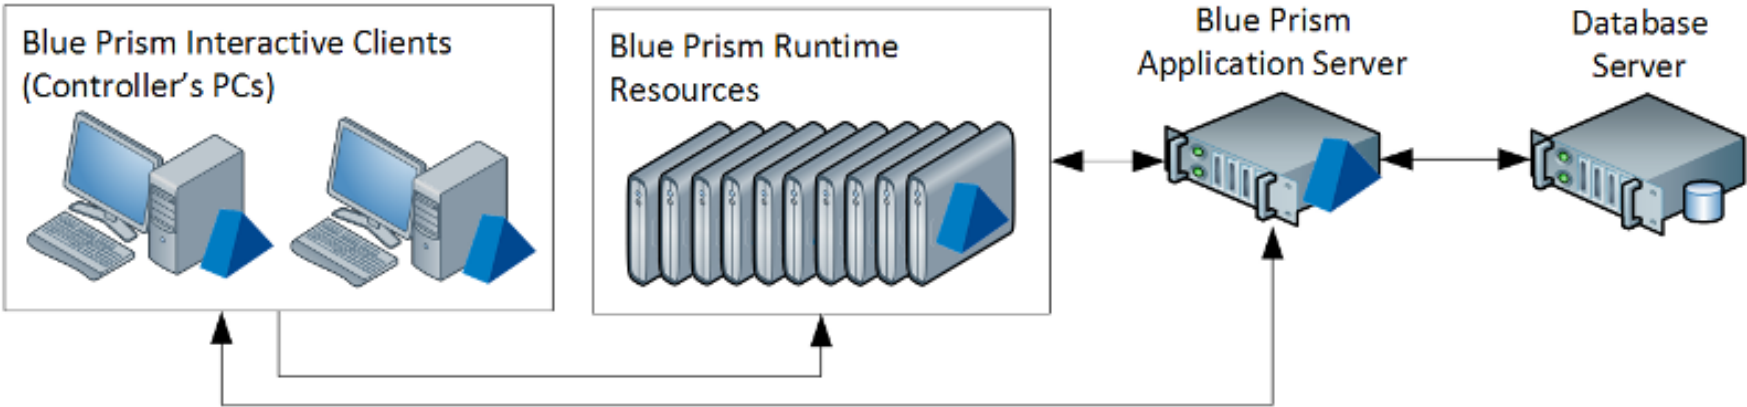 Blue Prism Interactive Clients
(Controller's PCs)
Blue Prism Runtime
Resources
Blue Prism
Application Server
Database
Server